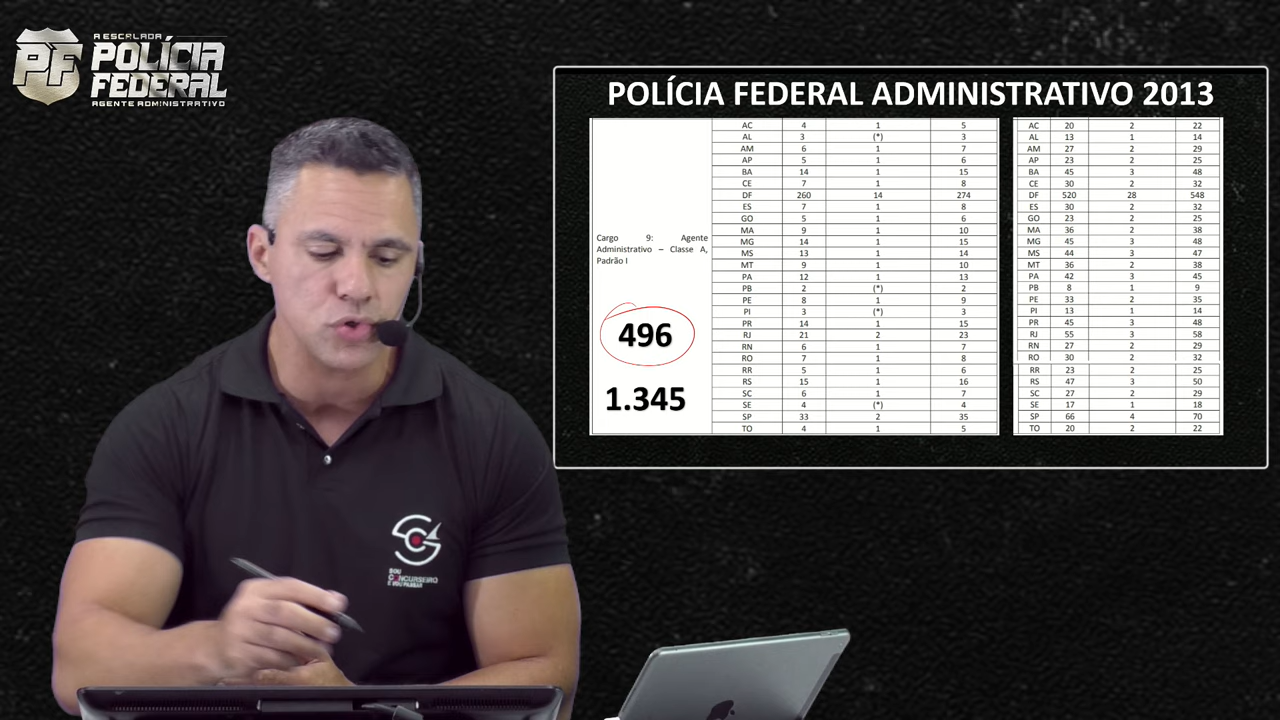 A ESCALADA
PF POLÍCIA
FEDERAL
AGENTE ADMINISTRATIVO
POLÍCIA FEDERAL ADMINISTRATIVO 2013
Cargo 9: Agente
Administrativo – Classe A,
Padrão I
496
1.345
AC 4 1 5
AL 3 (*) 3
AM 6 1 7
AP 5 1 6
BA 14 1 15
CE 7 1 8
DF 260 14 274
ES 7 1 8
GO 5 1 6
MA 9 1 10
MG 14 1 15
MS 13 1 14
MT 9 1 10
PA 12 1 13
PB 2 (*) 2
PE 8 1 9
PI 3 (*) 3
PR 14 1 15
RJ 21 2 23
RN 6 1 7
RO 7 1 8
RR 5 1 6
RS 15 1 16
SC 6 1 7
SE 4 (*) 4
SP 33 2 35
TO 4 1 5
AC 20 2 22
AL 13 1 14
AM 27 2 29
AP 23 2 25
BA 45 3 48
CE 30 2 32
DF 520 28 548
ES 30 2 32
GO 23 2 25
MA 36 2 38
MG 45 3 48
MS 44 3 47
MT 36 2 38
PA 42 3 45
PB 8 1 9
PE 33 2 35
PI 13 1 14
PR 45 3 48
RJ 55 3 58
RN 27 2 29
RO 30 2 32
RR 23 2 25
RS 47 3 50
SC 27 2 29
SE 17 1 18
SP 66 4 70
TO 20 2 22
SOU
CONCURSEIRO
E VOU PASSAR